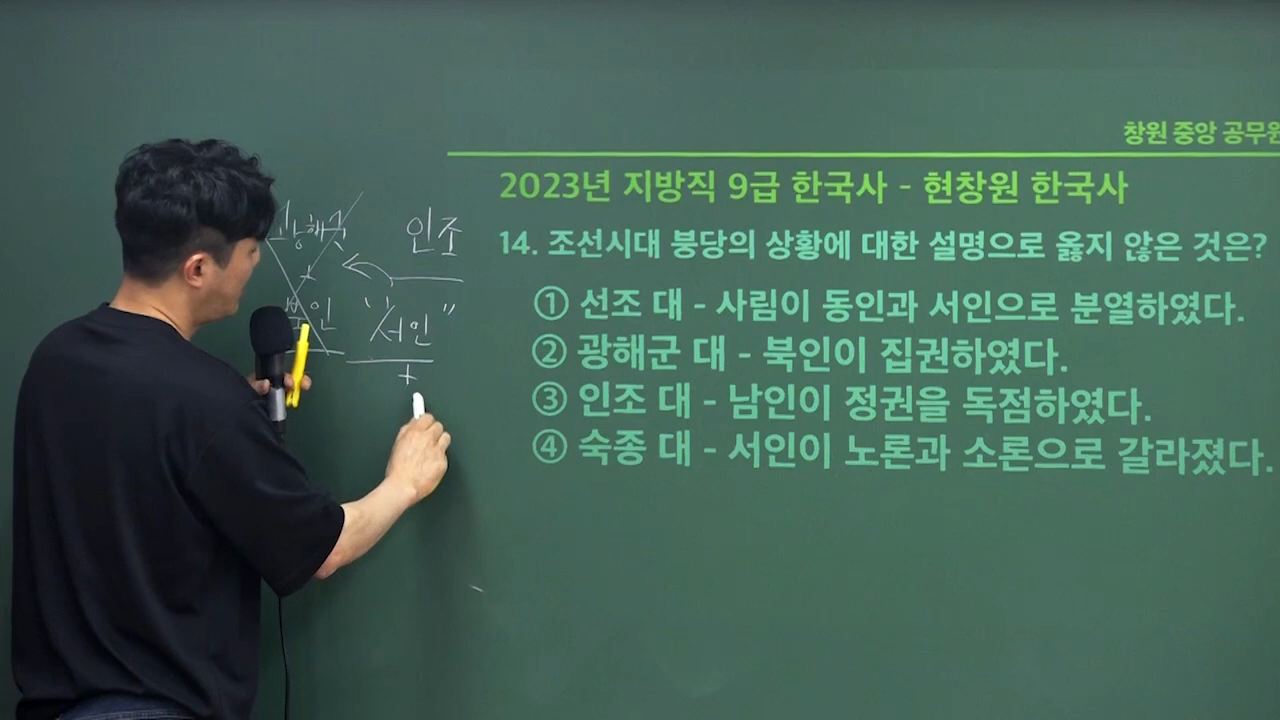 창원 중앙 공무원
2023년 지방직 9급 한국사 - 현창원 한국사
14. 조선시대 붕당의 상황에 대한 설명으로 옳지 않은 것은?
① 선조 대 - 사림이 동인과 서인으로 분열하였다.
② 광해군 대 - 북인이 집권하였다.
③ 인조 대 - 남인이 정권을 독점하였다.
④ 숙종 대 - 서인이 노론과 소론으로 갈라졌다.
광해군
인조
+
북인
"서인"
+